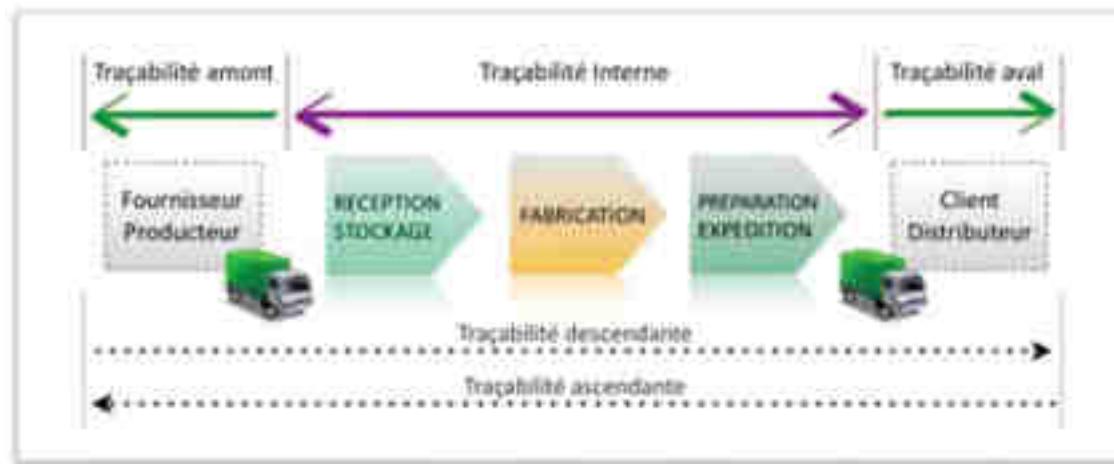 Traçabilité amont
Traçabilité Interne
Traçabilité aval
Fournisseur
Producteur
RECEPTION
STOCKAGE
FABRICATION
PREPARATION
EXPEDITION
Client
Distributeur
Traçabilité descendante
Traçabilité ascendante